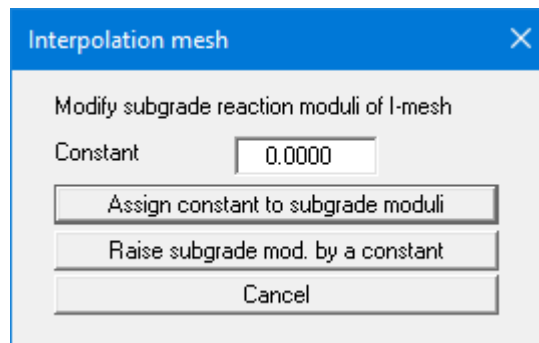 Interpolation mesh
Modify subgrade reaction moduli of I-mesh
Constant 0.0000
Assign constant to subgrade moduli
Raise subgrade mod. by a constant
Cancel